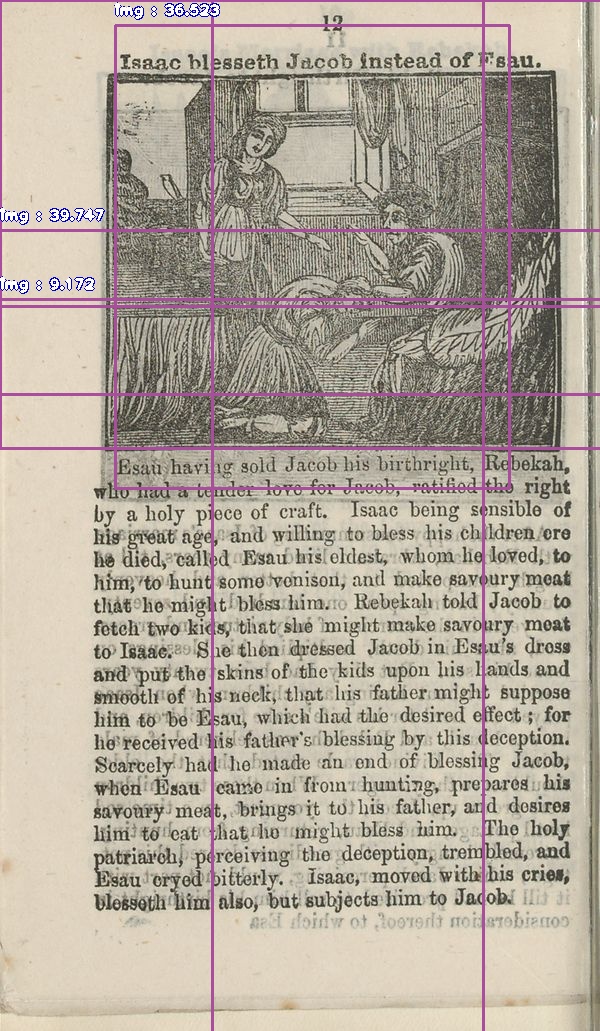 12
Isaac blesseth Jacob instead of Esau.
Esau having sold Jacob his birthright, Rebekah,
who had a tender love for Jacob, ratified the right
by a holy piece of craft. Isaac being sensible of
his great age, and willing to bless his children ere
he died, called Esau his eldest, whom he loved, to
him, to hunt some venison, and make savoury meat
that he might bless him. Rebekah told Jacob to
fetch two kids, that she might make savoury meat
to Isaac. She then dressed Jacob in Esau's dress
and put the skins of the kids upon his hands and
smooth of his neck, that his father might suppose
him to be Esau, which had the desired effect; for
he received his father's blessing by this deception.
Scarcely had he made an end of blessing Jacob,
when Esau came in from hunting, prepares his
savoury meat, brings it to his father, and desires
him to eat that he might bless him. The holy
patriarch, perceiving the deception, trembled, and
Esau cryed bitterly. Isaac, moved with his cries,
blesseth him also, but subjects him to Jacob.
img : 36.523
img : 39.747
img : 9.172